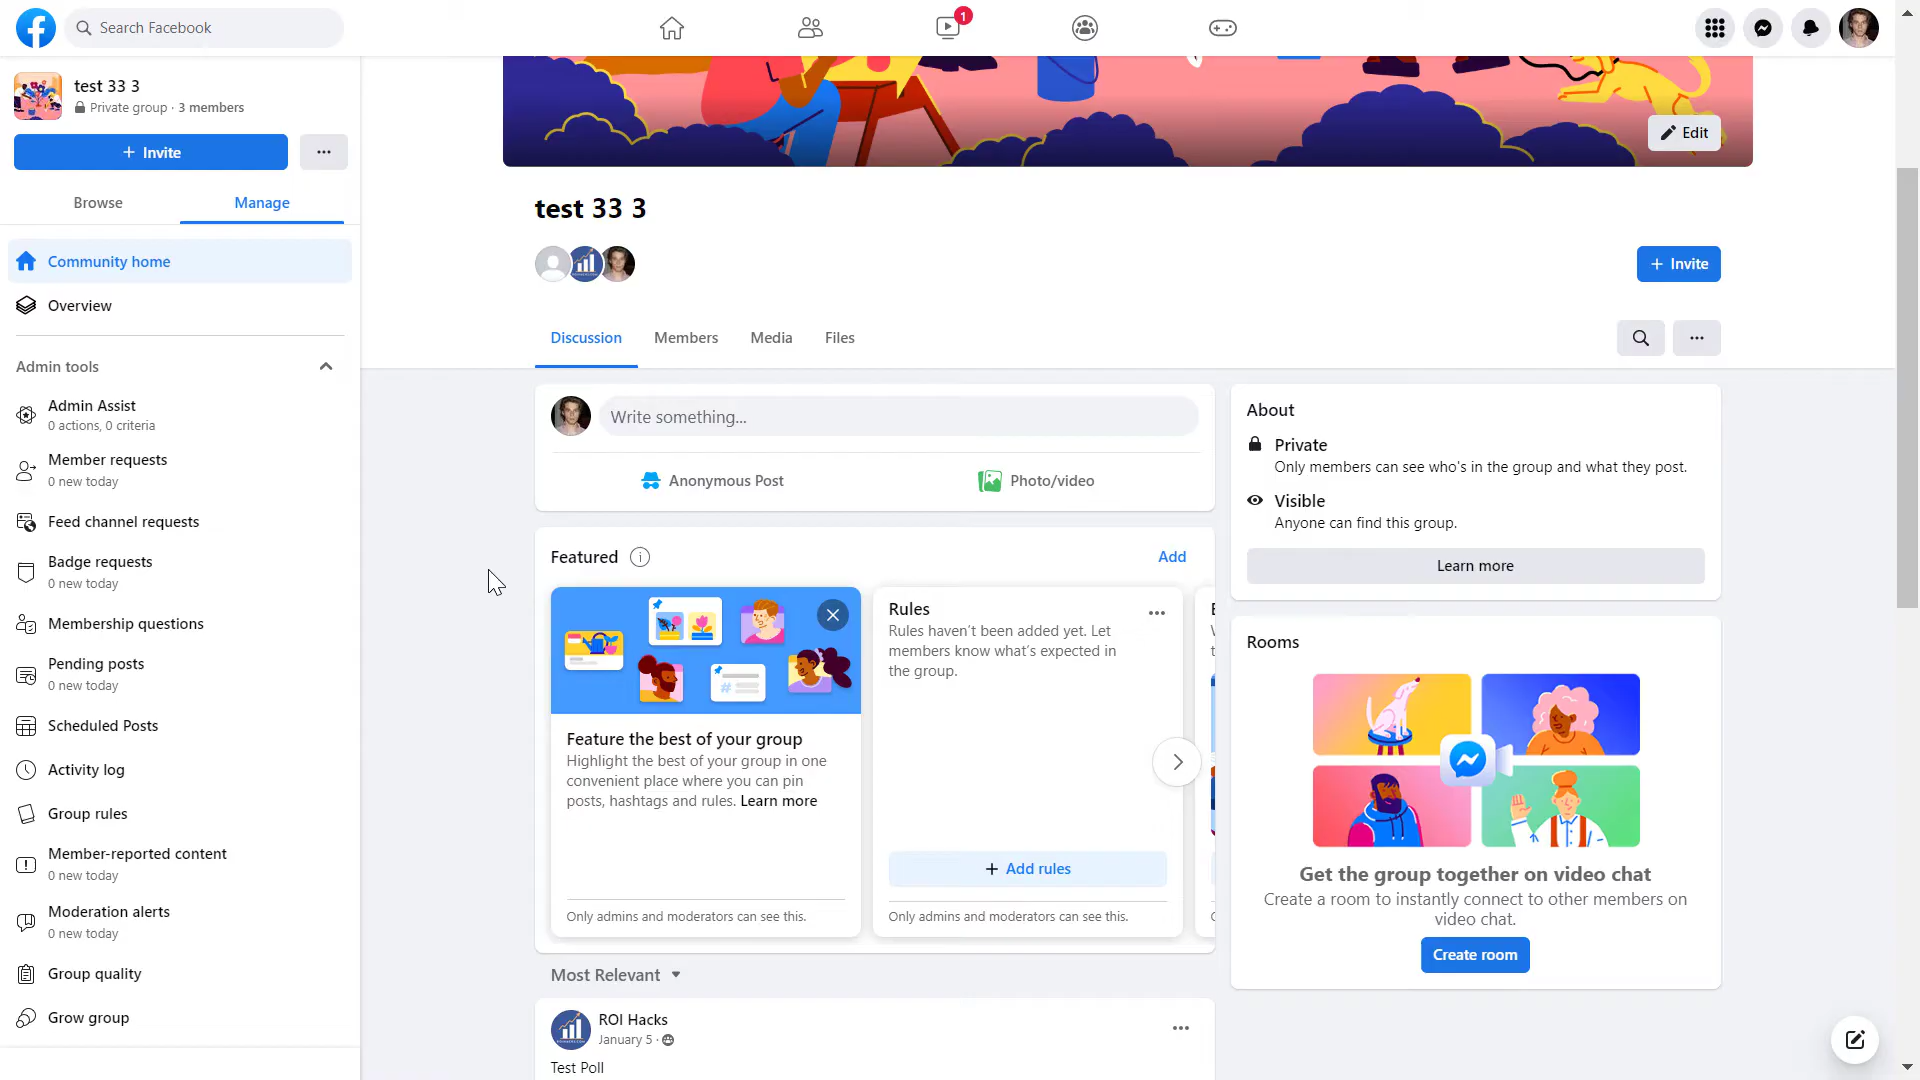 Search Facebook
1
test 33 3
Private group · 3 members
+ Invite
Browse
Manage
Community home
Overview
Admin tools
Admin Assist
0 actions, 0 criteria
Member requests
0 new today
Feed channel requests
Badge requests
0 new today
Membership questions
Pending posts
0 new today
Scheduled Posts
Activity log
Group rules
Member-reported content
0 new today
Moderation alerts
0 new today
Group quality
Grow group
Edit
test 33 3
+ Invite
Discussion
Members
Media
Files
Write something...
Anonymous Post
Photo/video
Featured
Add
Feature the best of your group
Highlight the best of your group in one
convenient place where you can pin
posts, hashtags and rules. Learn more
Only admins and moderators can see this.
Rules
Rules haven't been added yet. Let
members know what's expected in
the group.
+ Add rules
Only admins and moderators can see this.
Most Relevant
ROI Hacks
January 5 ·
Test Poll
About
Private
Only members can see who's in the group and what they post.
Visible
Anyone can find this group.
Learn more
Rooms
Get the group together on video chat
Create a room to instantly connect to other members on
video chat.
Create room